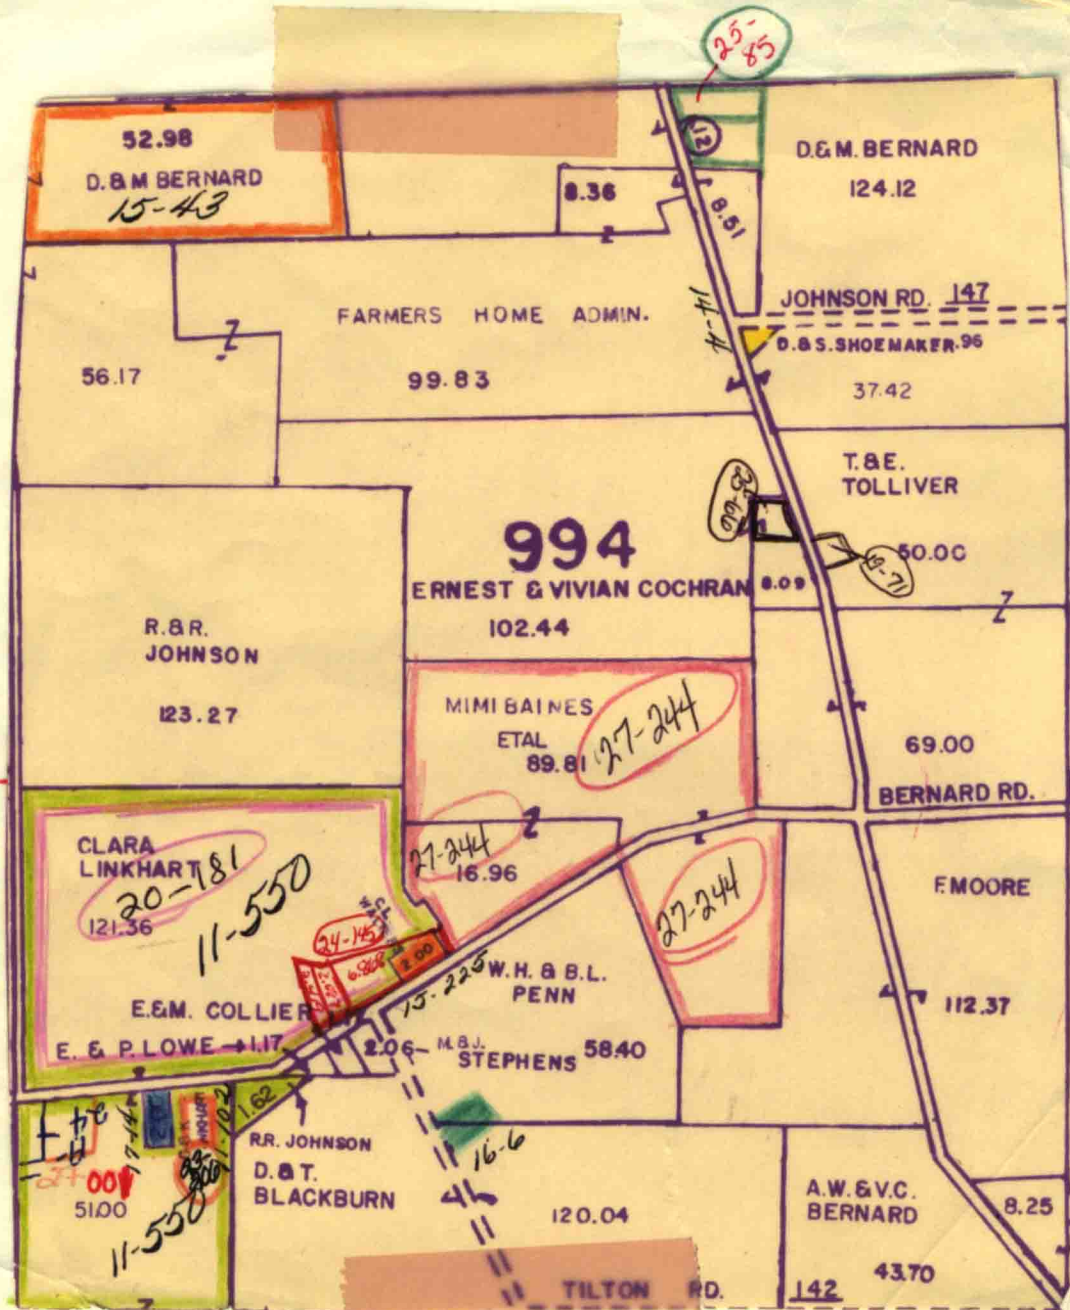 25-85
52.98
D. & M BERNARD
15-43
12
D.& M. BERNARD
124.12
8.36
8.51
FARMERS HOME ADMIN.
99.83
56.17
JOHNSON RD. 147
D.& S. SHOEMAKER .96
37.42
T.& E.
TOLLIVER
50.00
994
ERNEST & VIVIAN COCHRAN
102.44
8.09
R.& R.
JOHNSON
123.27
MIMI BAINES
ETAL
89.81
27-244
69.00
BERNARD RD.
27-244
16.96
27-244
CLARA
LINKHART
20-181
121.36
11-550
24-145
2.00
F. MOORE
112.37
15-225
W.H. & B.L.
PENN
58.40
E.& M. COLLIER
E. & P. LOWE 1.17
2.06
M.& J.
STEPHENS
1.62
R.R. JOHNSON
D. & T.
BLACKBURN
16-6
120.04
51.00
11-550
A.W. & V.C.
BERNARD
43.70
8.25
TILTON RD. 142